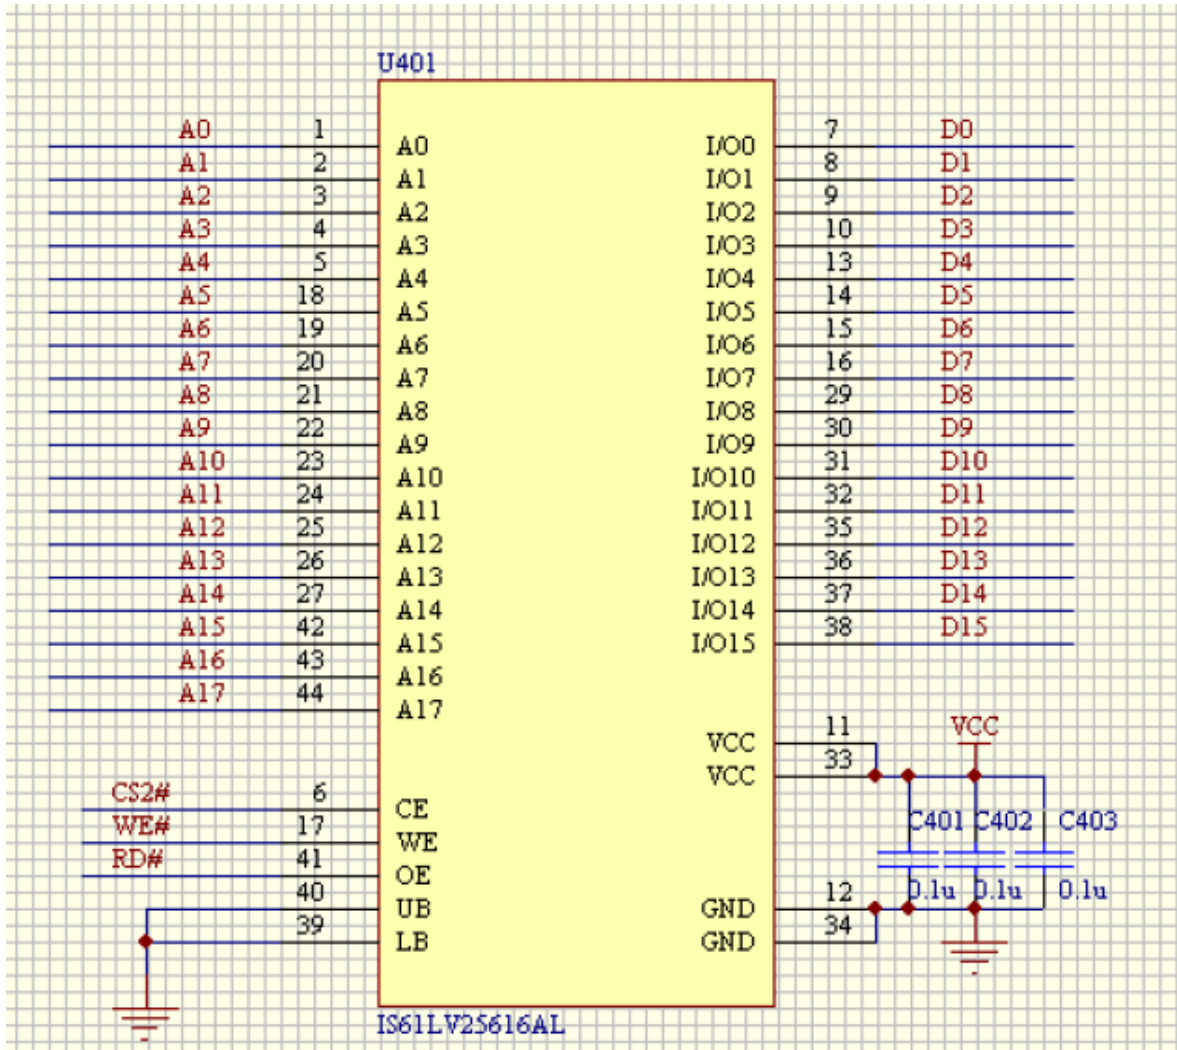 U401
A0 1 A0 I/O0 7 D0
A1 2 A1 I/O1 8 D1
A2 3 A2 I/O2 9 D2
A3 4 A3 I/O3 10 D3
A4 5 A4 I/O4 13 D4
A5 18 A5 I/O5 14 D5
A6 19 A6 I/O6 15 D6
A7 20 A7 I/O7 16 D7
A8 21 A8 I/O8 29 D8
A9 22 A9 I/O9 30 D9
A10 23 A10 I/O10 31 D10
A11 24 A11 I/O11 32 D11
A12 25 A12 I/O12 35 D12
A13 26 A13 I/O13 36 D13
A14 27 A14 I/O14 37 D14
A15 42 A15 I/O15 38 D15
A16 43 A16
A17 44 A17
VCC 11 VCC
VCC 33
CS2# 6 CE
WE# 17 WE C401 C402 C403
RD# 41 OE
40 UB GND 12 0.1u 0.1u 0.1u
39 LB GND 34
IS61LV25616AL